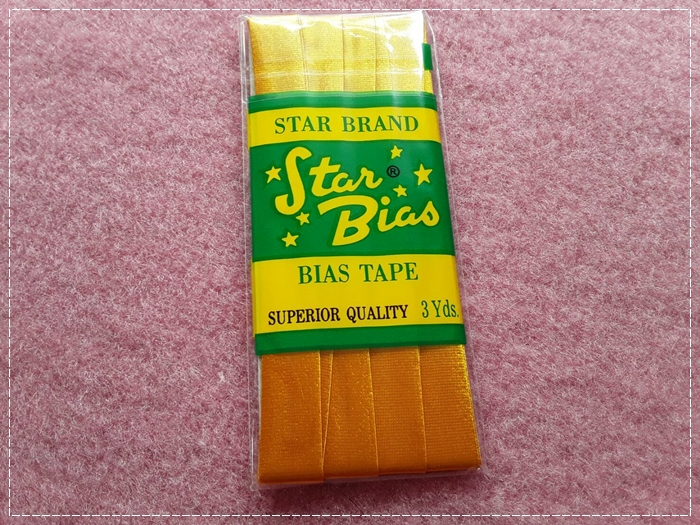 STAR BRAND
Star ®
Bias
BIAS TAPE
SUPERIOR QUALITY 3 Yds.